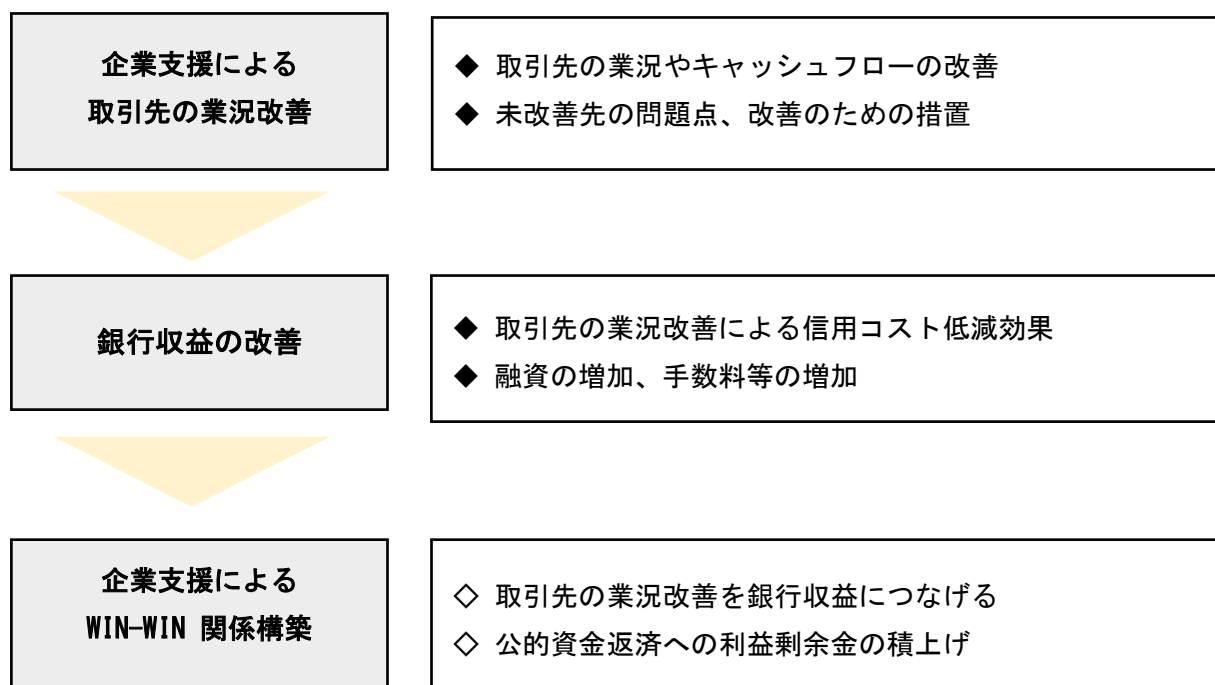 企業支援による
取引先の業況改善
◆ 取引先の業況やキャッシュフローの改善
◆ 未改善先の問題点、改善のための措置
銀行収益の改善
◆ 取引先の業況改善による信用コスト低減効果
◆ 融資の増加、手数料等の増加
企業支援による
WIN-WIN 関係構築
◇ 取引先の業況改善を銀行収益につなげる
◇ 公的資金返済への利益剰余金の積上げ